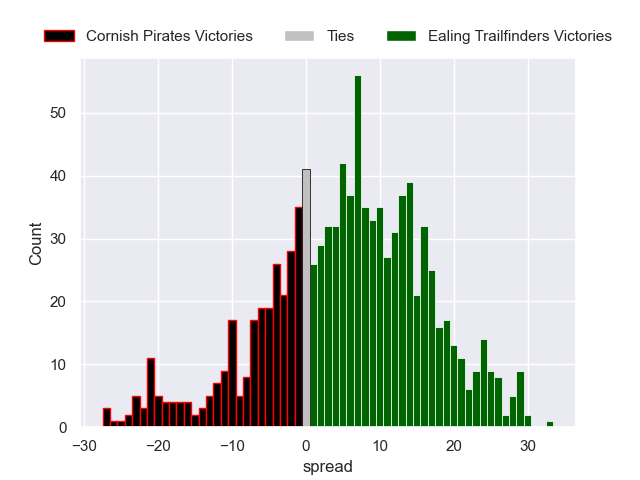 Cornish Pirates Victories Ties Ealing Trailfinders Victories
50
40
30
20
10
0
Count
−30 −20 −10 0 10 20 30
spread